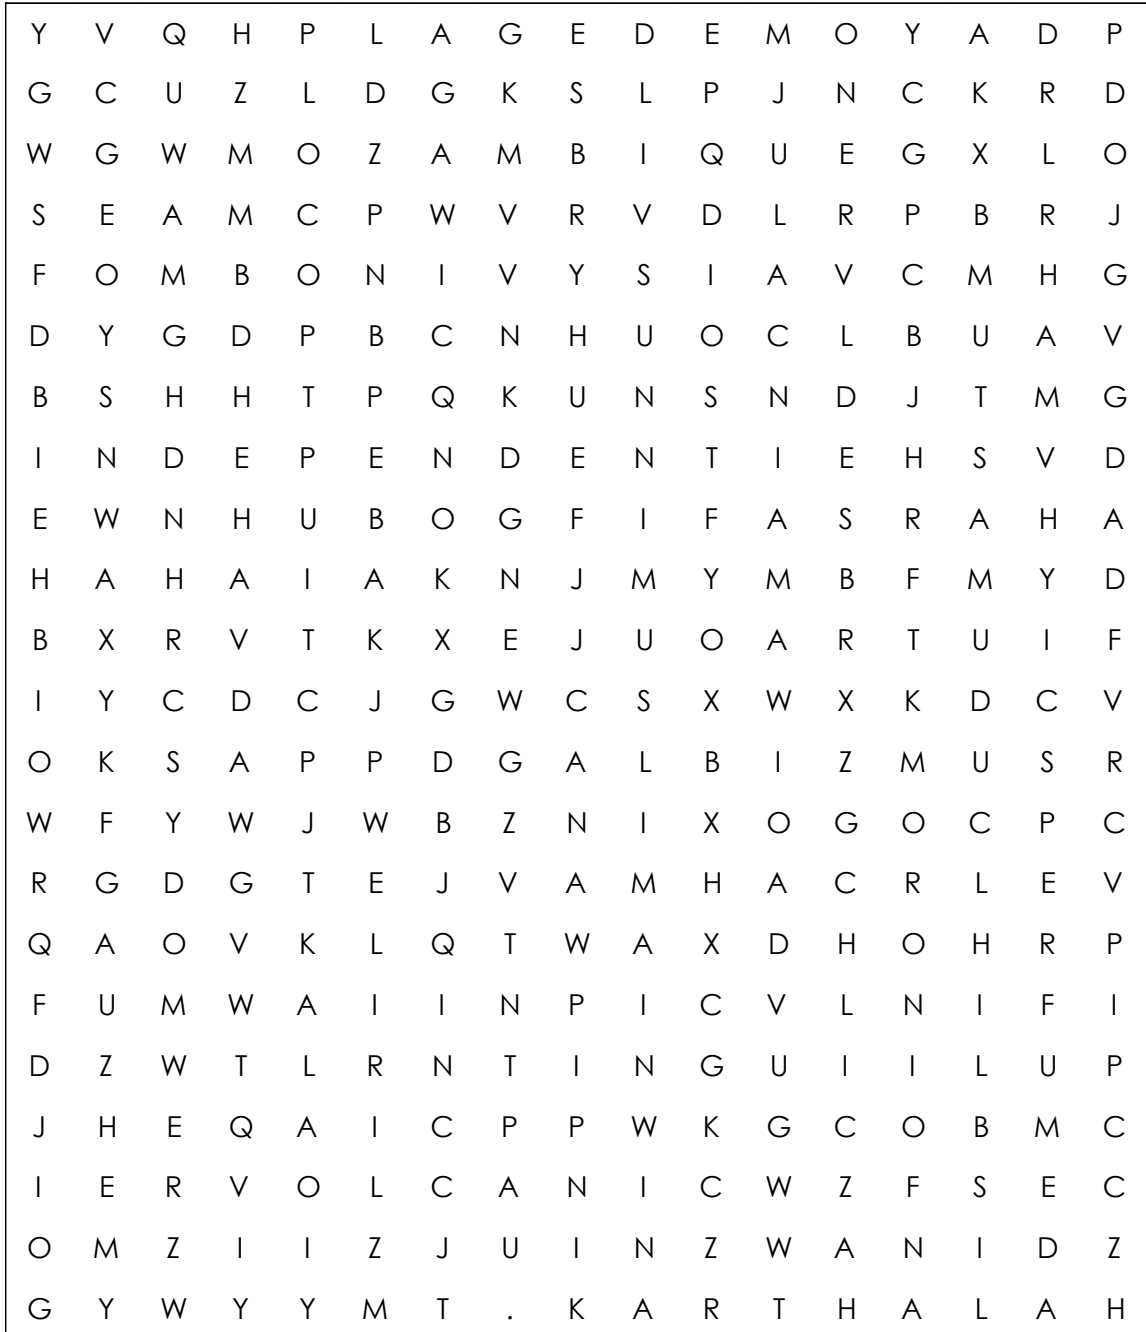 Y V Q H P L A G E D E M O Y A D P
G C U Z L D G K S L P J N C K R D
W G W M O Z A M B I Q U E G X L O
S E A M C P W V R V D L R P B R J
F O M B O N I V Y S I A V C M H G
D Y G D P B C N H U O C L B U A V
B S H H T P Q K U N S N D J T M G
I N D E P E N D E N T I E H S V D
E W N H U B O G F I F A S R A H A
H A H A I A K N J M Y M B F M Y D
B X R V T K X E J U O A R T U I F
I Y C D C J G W C S X W X K D C V
O K S A P P D G A L B I Z M U S R
W F Y W J W B Z N I X O G O C P C
R G D G T E J V A M H A C R L E V
Q A O V K L Q T W A X D H O H R P
F U M W A I I N P I C V L N I F I
D Z W T L R N T I N G U I I L U P
J H E Q A I C P P W K G C O B M C
I E R V O L C A N I C W Z F S E C
O M Z I I Z J U I N Z W A N I D Z
G Y W Y Y M T . K A R T H A L A H